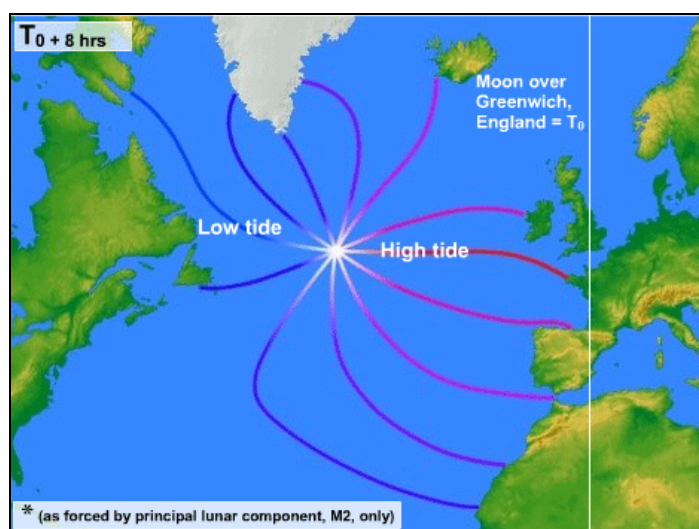 T0 + 8 hrs
Moon over
Greenwich,
England = T0
Low tide
High tide
* (as forced by principal lunar component, M2, only)